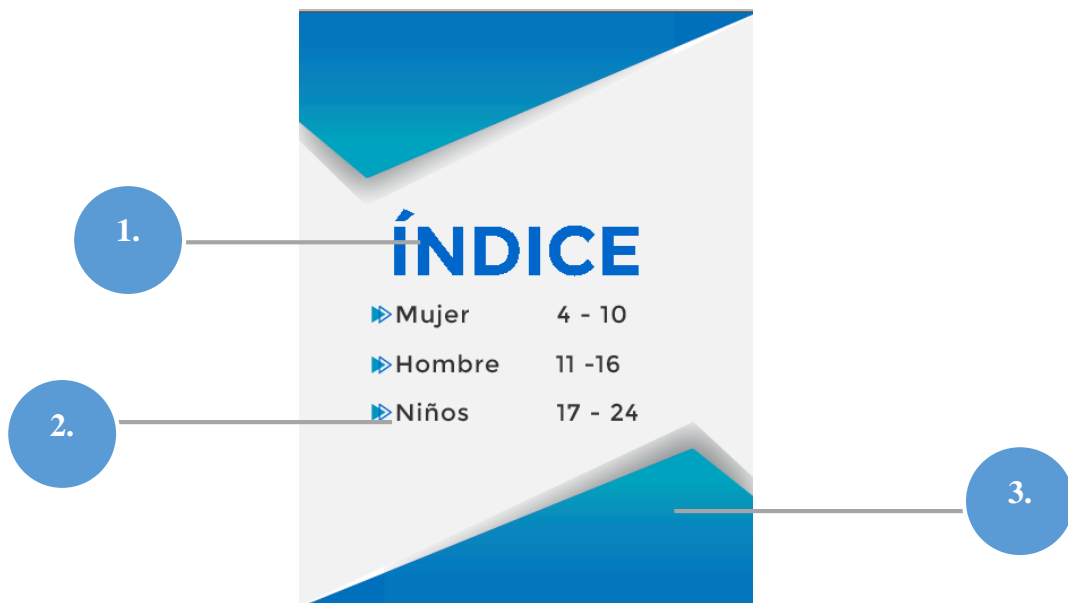 1.
ÍNDICE
Mujer 4 - 10
Hombre 11 -16
2.
Niños 17 - 24
3.